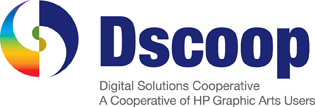 Dscoop
Digital Solutions Cooperative
A Cooperative of HP Graphic Arts Users